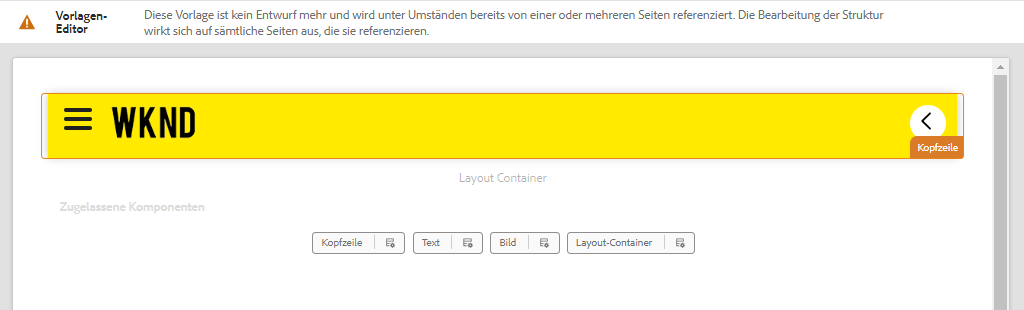 Vorlagen-
Editor
Diese Vorlage ist kein Entwurf mehr und wird unter Umständen bereits von einer oder mehreren Seiten referenziert. Die Bearbeitung der Struktur
wirkt sich auf sämtliche Seiten aus, die sie referenzieren.
WKND
Kopfzeile
Layout Container
Zugelassene Komponenten
Kopfzeile Text Bild Layout-Container